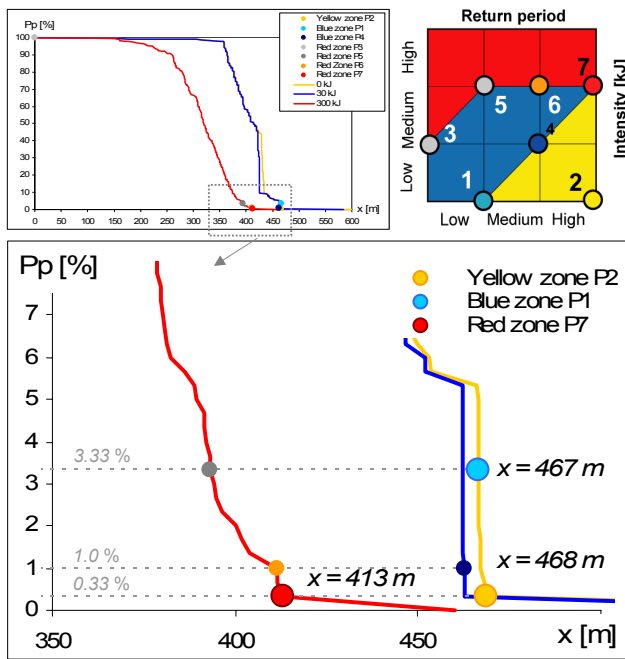 Pp [%]
100
90
80
70
60
50
40
30
20
10
0
0 50 100 150 200 250 300 350 400 450 500 550 600
x [m]
Yellow zone P2
Blue zone P1
Blue zone P4
Red zone P3
Red zone P5
Red Zone P6
Red zone P7
0 kJ
30 kJ
300 kJ
Return period
Intensity [kJ]
High
Medium
Low
7
5
6
3
4
1
2
Low Medium High
Pp [%]
7
6
5
4
3
2
1
0
Yellow zone P2
Blue zone P1
Red zone P7
3.33 %
x = 467 m
1.0 %
x = 468 m
0.33 %
x = 413 m
350 400 450
x [m]